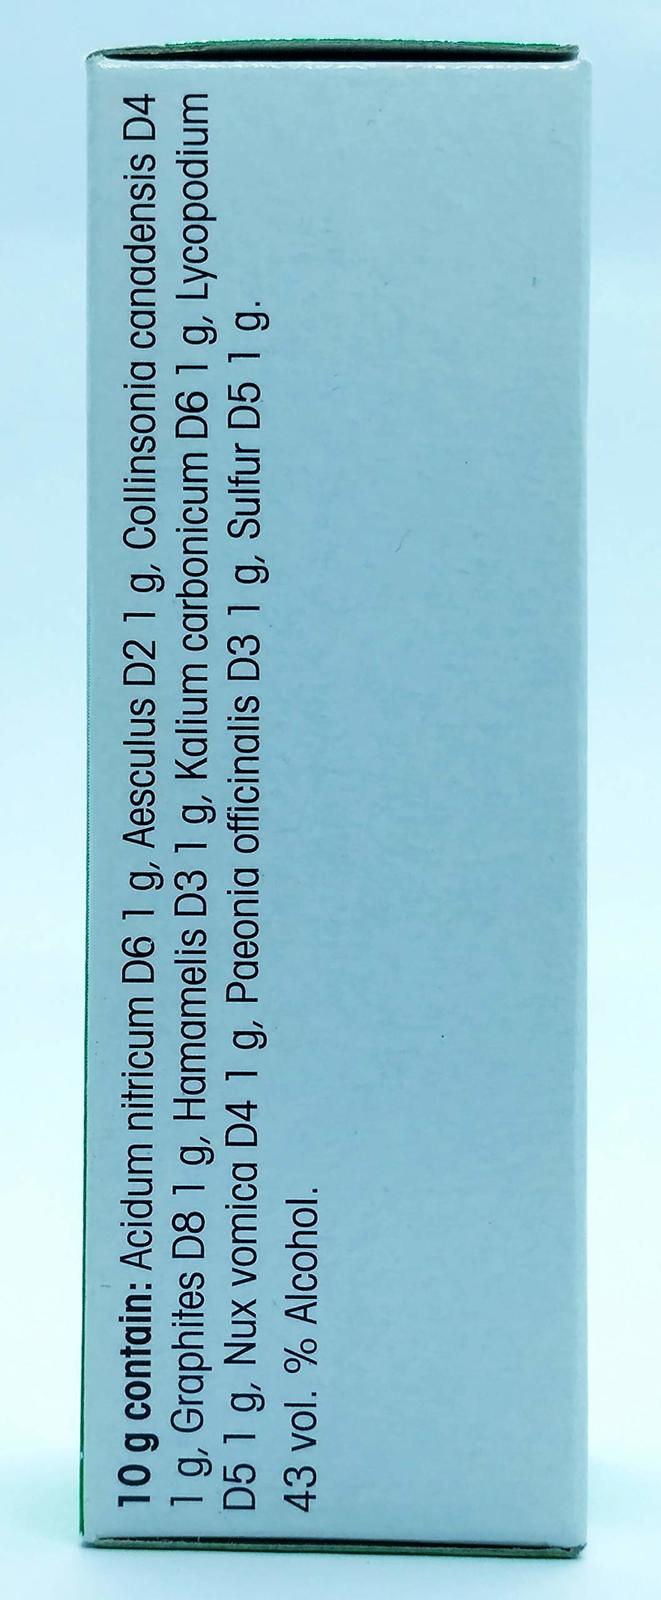 10 g contain: Acidum nitricum D6 1 g, Aesculus D2 1 g, Collinsonia canadensis D4
1 g, Graphites D8 1 g, Hamamelis D3 1 g, Kalium carbonicum D6 1 g, Lycopodium
D5 1 g, Nux vomica D4 1 g, Paeonia officinalis D3 1 g, Sulfur D5 1 g.
43 vol. % Alcohol.